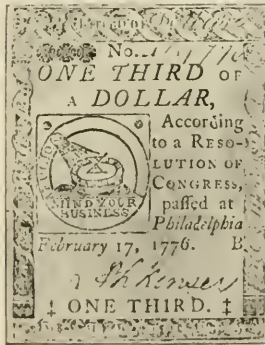 No.
ONE THIRD OF
A DOLLAR,
According
to a RESO-
LUTION OF
CONGRESS,
paſſed at
Philadelphia
MIND YOUR
BUSINESS
February 17, 1776. B
‡ ONE THIRD. ‡